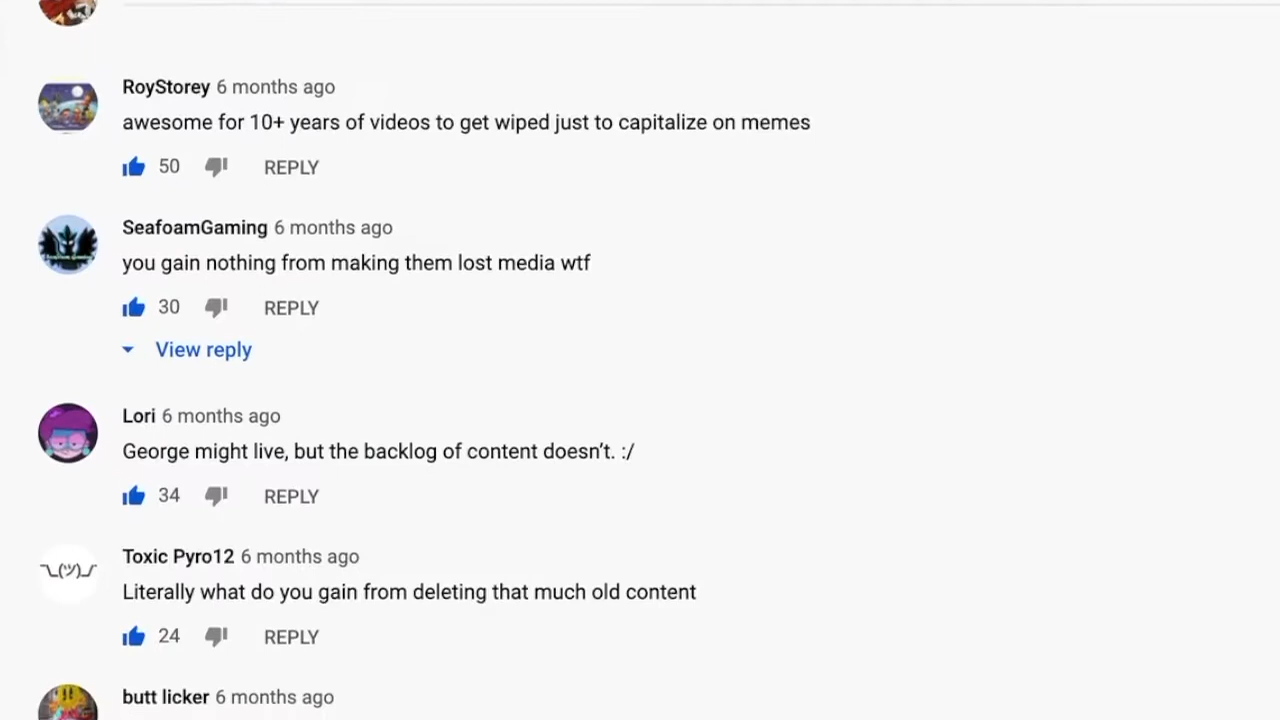 RoyStorey 6 months ago
awesome for 10+ years of videos to get wiped just to capitalize on memes
50 REPLY
SeafoamGaming 6 months ago
you gain nothing from making them lost media wtf
30 REPLY
View reply
Lori 6 months ago
George might live, but the backlog of content doesn’t. :/
34 REPLY
Toxic Pyro12 6 months ago
¯\_(ツ)_/¯
Literally what do you gain from deleting that much old content
24 REPLY
butt licker 6 months ago